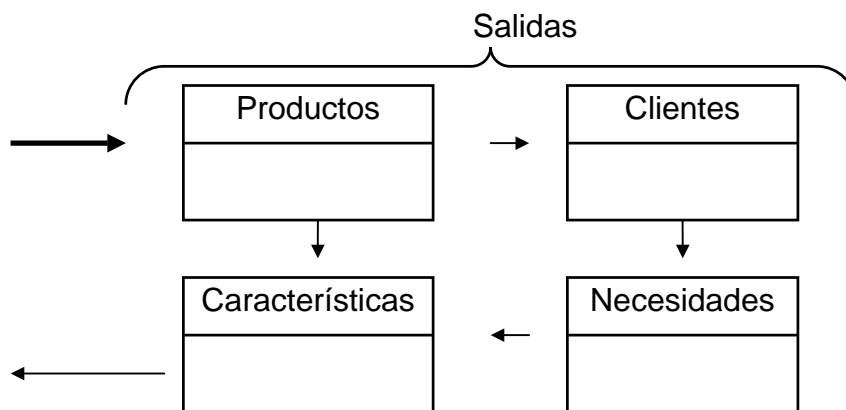 Salidas
Productos
Clientes
Características
Necesidades